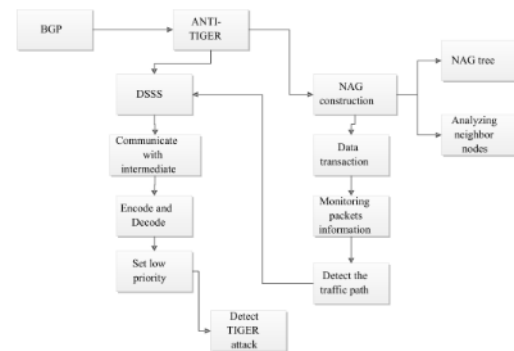 BGP
ANTI-
TIGER
DSSS
NAG
construction
NAG tree
Analyzing
neighbor
nodes
Communicate
with
intermediate
Data
transaction
Encode and
Decode
Monitoring
packets
information
Set low
priority
Detect the
traffic path
Detect
TIGER
attack